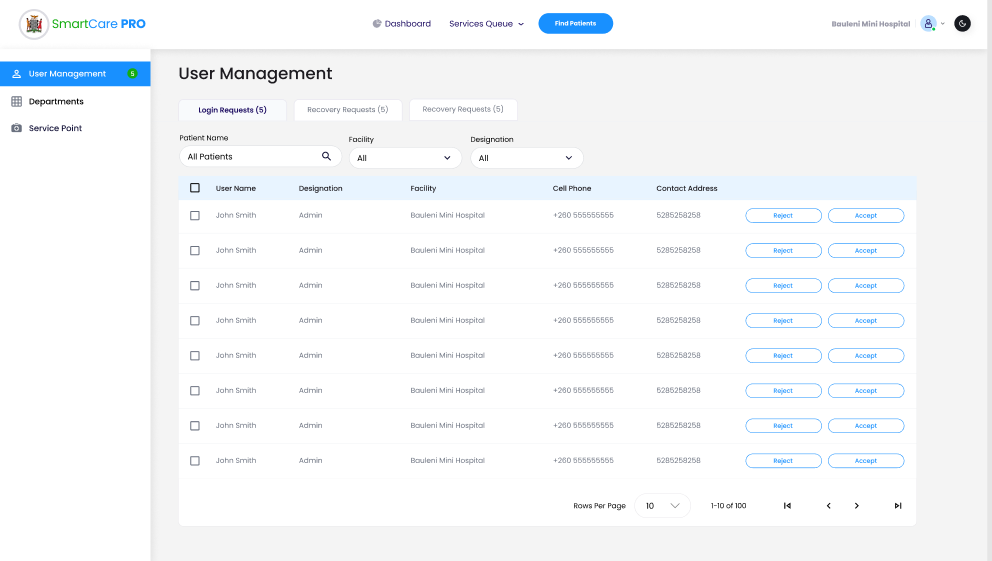 SmartCare PRO
Dashboard
Services Queue
Find Patients
Bauleni Mini Hospital
User Management 5
Departments
Service Point
User Management
Login Requests (5)
Recovery Requests (5)
Recovery Requests (5)
Patient Name
All Patients
Facility
All
Designation
All
User Name Designation Facility Cell Phone Contact Address
John Smith Admin Bauleni Mini Hospital +260 555555555 5285258258 Reject Accept
John Smith Admin Bauleni Mini Hospital +260 555555555 5285258258 Reject Accept
John Smith Admin Bauleni Mini Hospital +260 555555555 5285258258 Reject Accept
John Smith Admin Bauleni Mini Hospital +260 555555555 5285258258 Reject Accept
John Smith Admin Bauleni Mini Hospital +260 555555555 5285258258 Reject Accept
John Smith Admin Bauleni Mini Hospital +260 555555555 5285258258 Reject Accept
John Smith Admin Bauleni Mini Hospital +260 555555555 5285258258 Reject Accept
John Smith Admin Bauleni Mini Hospital +260 555555555 5285258258 Reject Accept
Rows Per Page 10 1-10 of 100